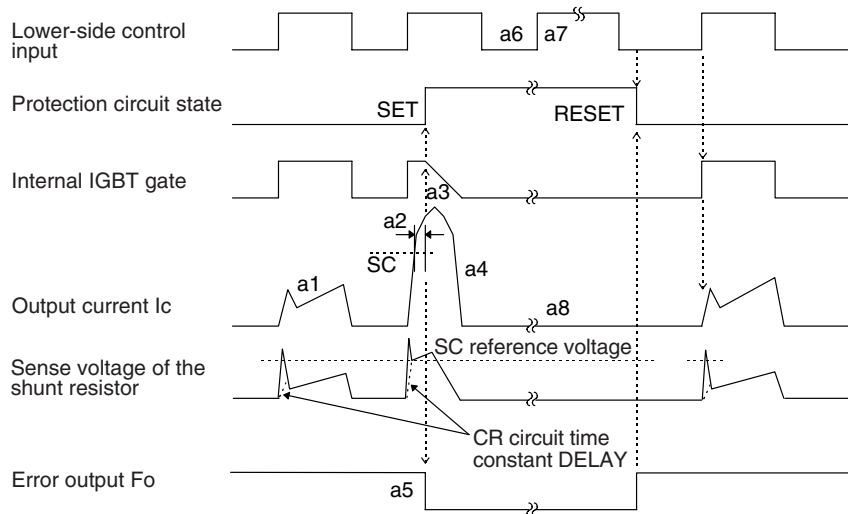 Lower-side control
input
a6
a7
Protection circuit state
SET
RESET
Internal IGBT gate
a3
a2
SC
a4
Output current Ic
a1
a8
SC reference voltage
Sense voltage of the
shunt resistor
CR circuit time
constant DELAY
Error output Fo
a5